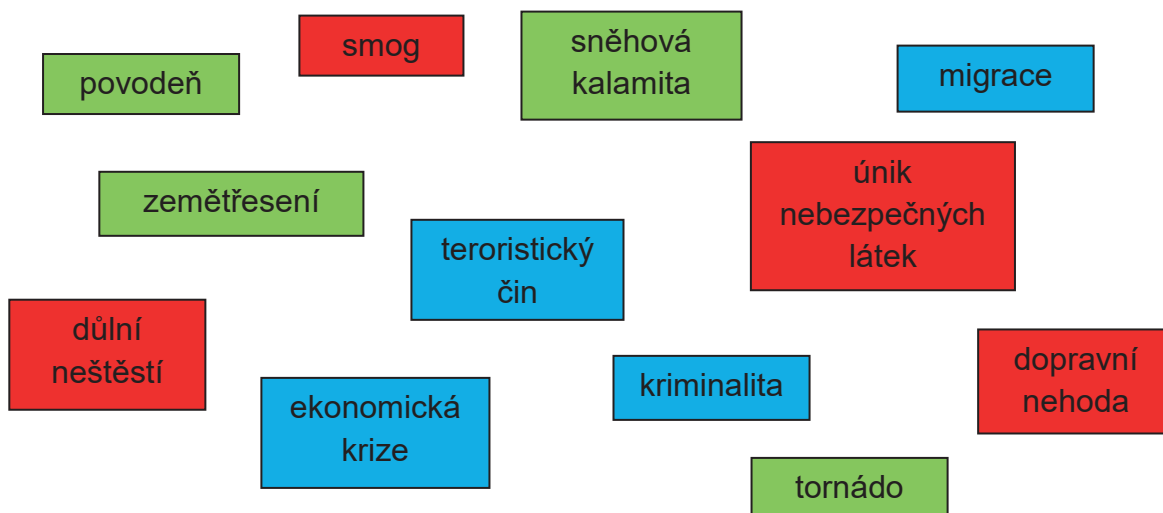 smog
sněhová
kalamita
povodeň
migrace
zemětřesení
únik
nebezpečných
látek
teroristický
čin
důlní
neštěstí
dopravní
nehoda
kriminalita
ekonomická
krize
tornádo